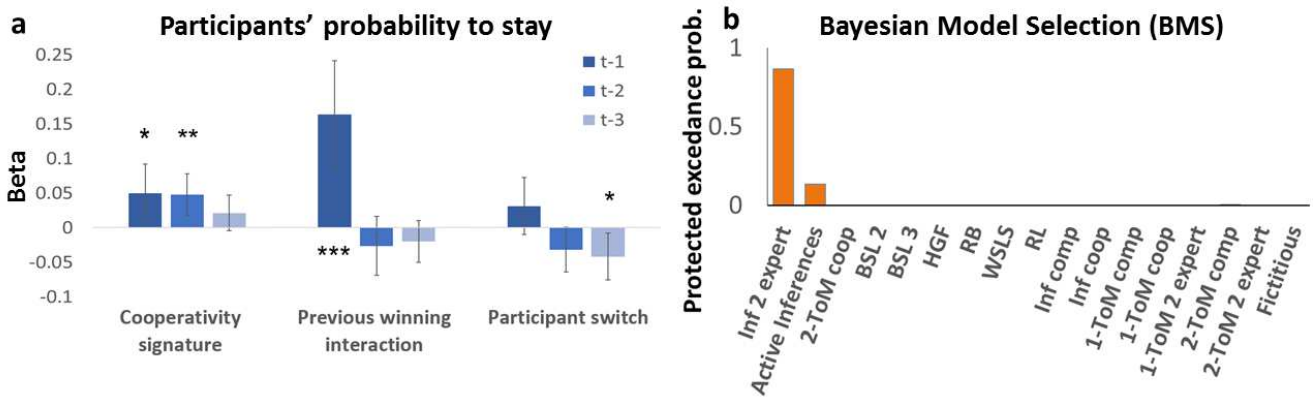 a
Participants’ probability to stay
0.25
0.2
0.15
0.1
0.05
0
-0.05
-0.1
Beta
t-1
t-2
t-3
*
**
***
*
Cooperativity
signature
Previous winning
interaction
Participant switch
b
Bayesian Model Selection (BMS)
Protected excedance prob.
1
0.5
0
Inf 2 expert
Active Inferences
2-ToM coop
BSL 2
BSL 3
HGF
RB
WSLS
RL
Inf comp
Inf coop
1-ToM comp
1-ToM coop
1-ToM 2 expert
2-ToM comp
2-ToM 2 expert
Fictitious